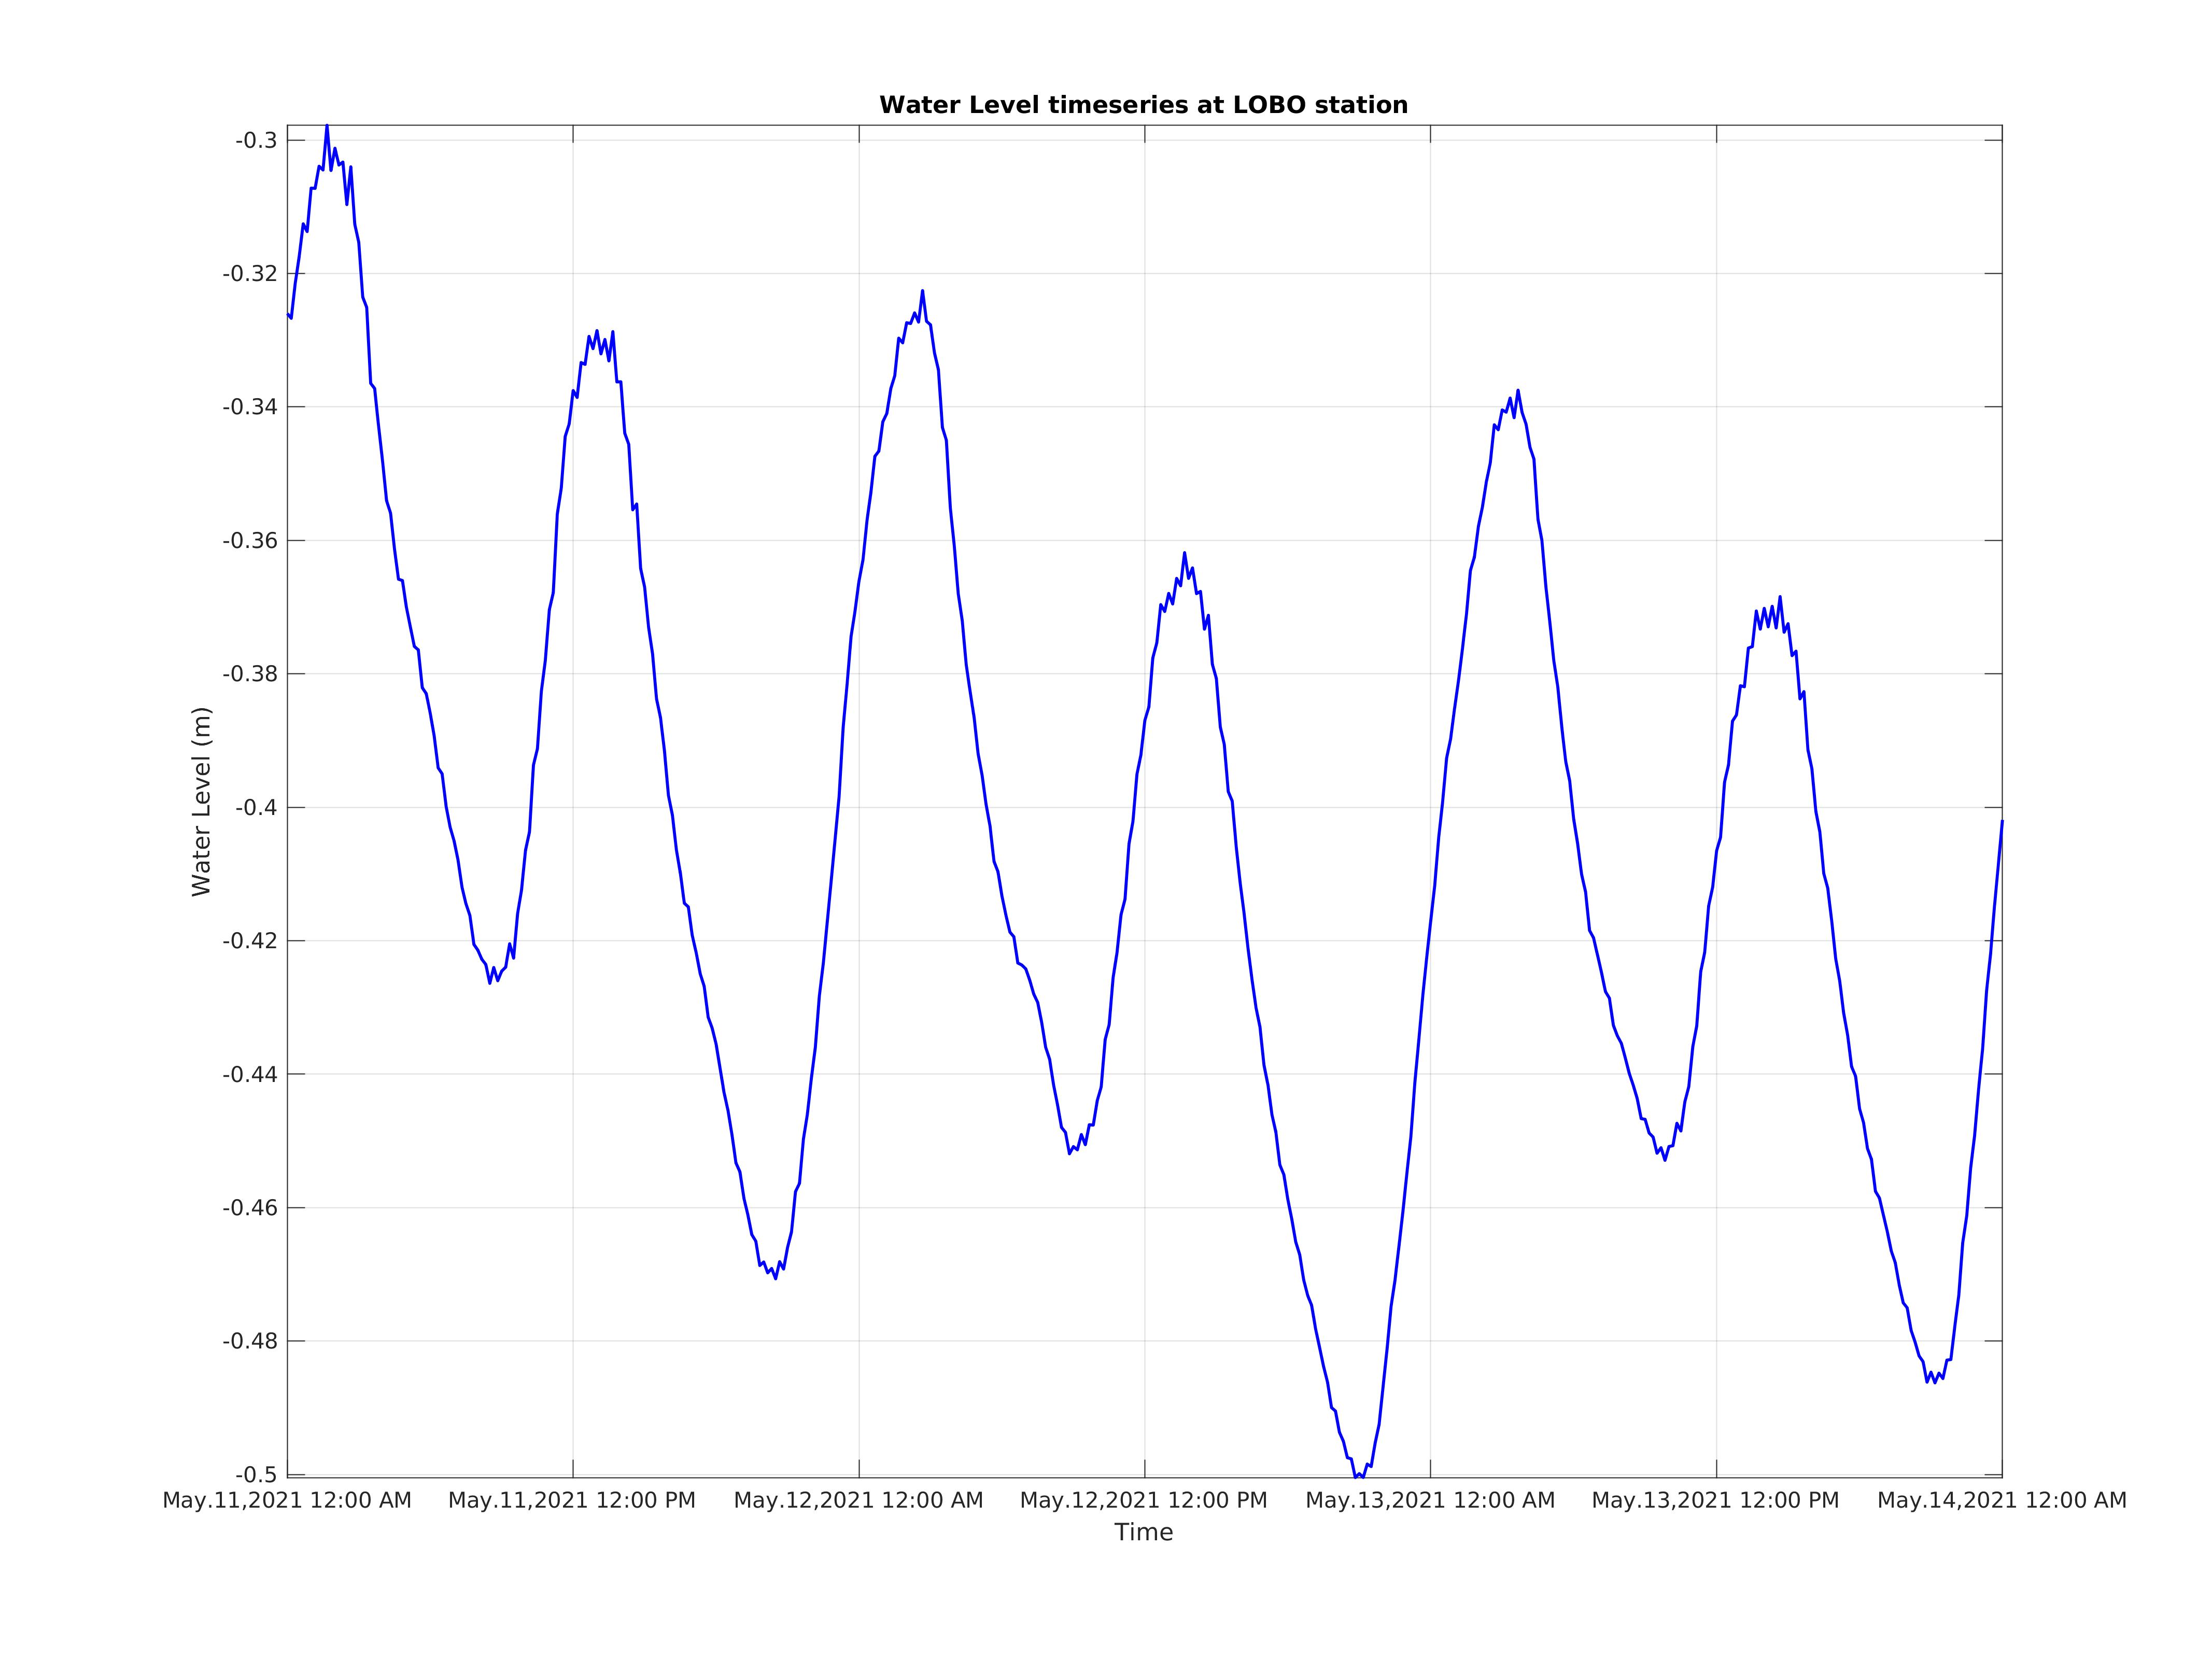 Water Level timeseries at LOBO station
-0.3
-0.32
-0.34
-0.36
-0.38
-0.4
-0.42
-0.44
-0.46
-0.48
-0.5
Water Level (m)
May.11,2021 12:00 AM May.11,2021 12:00 PM May.12,2021 12:00 AM May.12,2021 12:00 PM May.13,2021 12:00 AM May.13,2021 12:00 PM May.14,2021 12:00 AM
Time